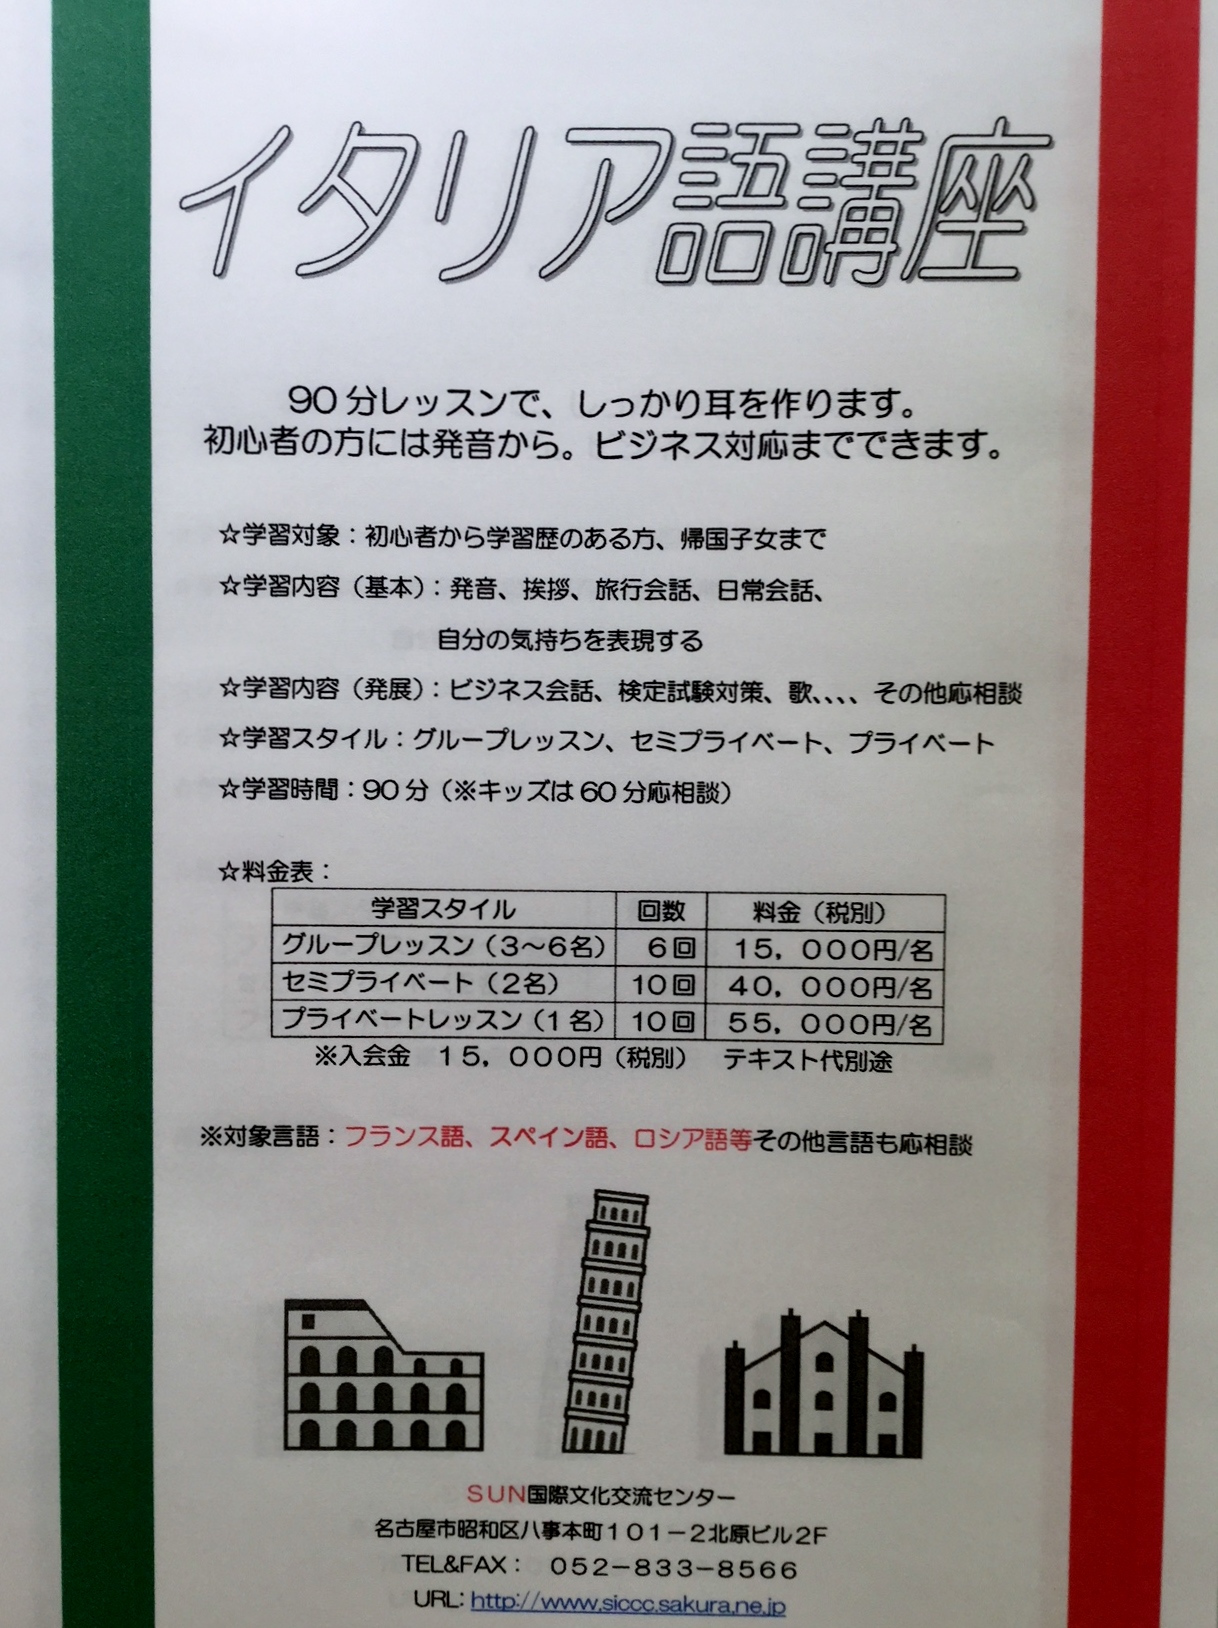 イタリア語講座
90分レッスンで、しっかり耳を作ります。
初心者の方には発音から。ビジネス対応までできます。
☆学習対象：初心者から学習歴のある方、帰国子女まで
☆学習内容（基本）：発音、挨拶、旅行会話、日常会話、
自分の気持ちを表現する
☆学習内容（発展）：ビジネス会話、検定試験対策、歌、、、、その他応相談
☆学習スタイル：グループレッスン、セミプライベート、プライベート
☆学習時間：90分（※キッズは60分応相談）
☆料金表：
学習スタイル 回数 料金（税別）
グループレッスン（３～６名） ６回 １５，０００円/名
セミプライベート（２名） １０回 ４０，０００円/名
プライベートレッスン（１名） １０回 ５５，０００円/名
※入会金　１５，０００円（税別）　テキスト代別途
※対象言語：フランス語、スペイン語、ロシア語等その他言語も応相談
ＳＵＮ国際文化交流センター
名古屋市昭和区八事本町１０１－２北原ビル２F
TEL&FAX：　０５２－８３３－８５６６
URL: http://www.siccc.sakura.ne.jp